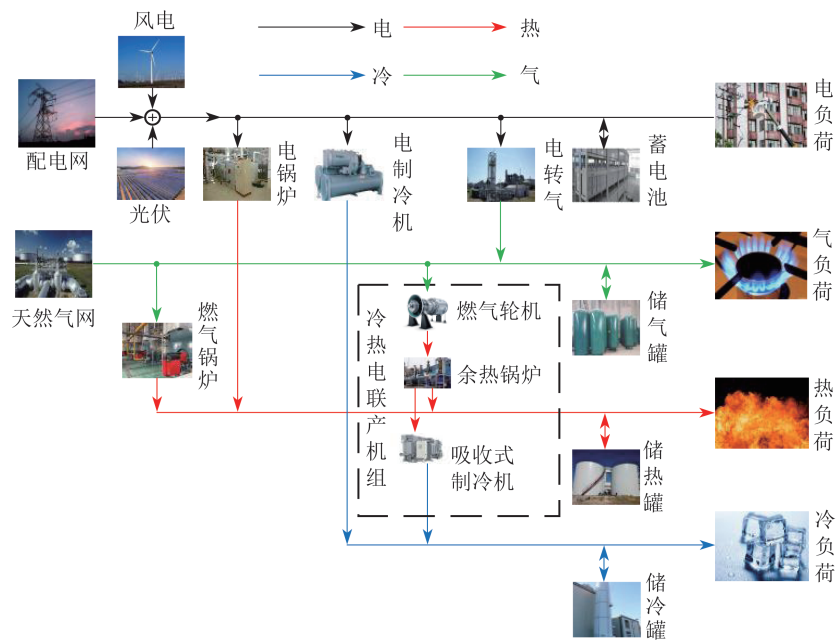 风电
电
热
冷
气
配电网
光伏
电锅炉
电制冷机
电转气
蓄电池
电负荷
天然气网
燃气锅炉
冷热电联产机组
燃气轮机
余热锅炉
吸收式
制冷机
储气罐
气负荷
储热罐
热负荷
储冷罐
冷负荷